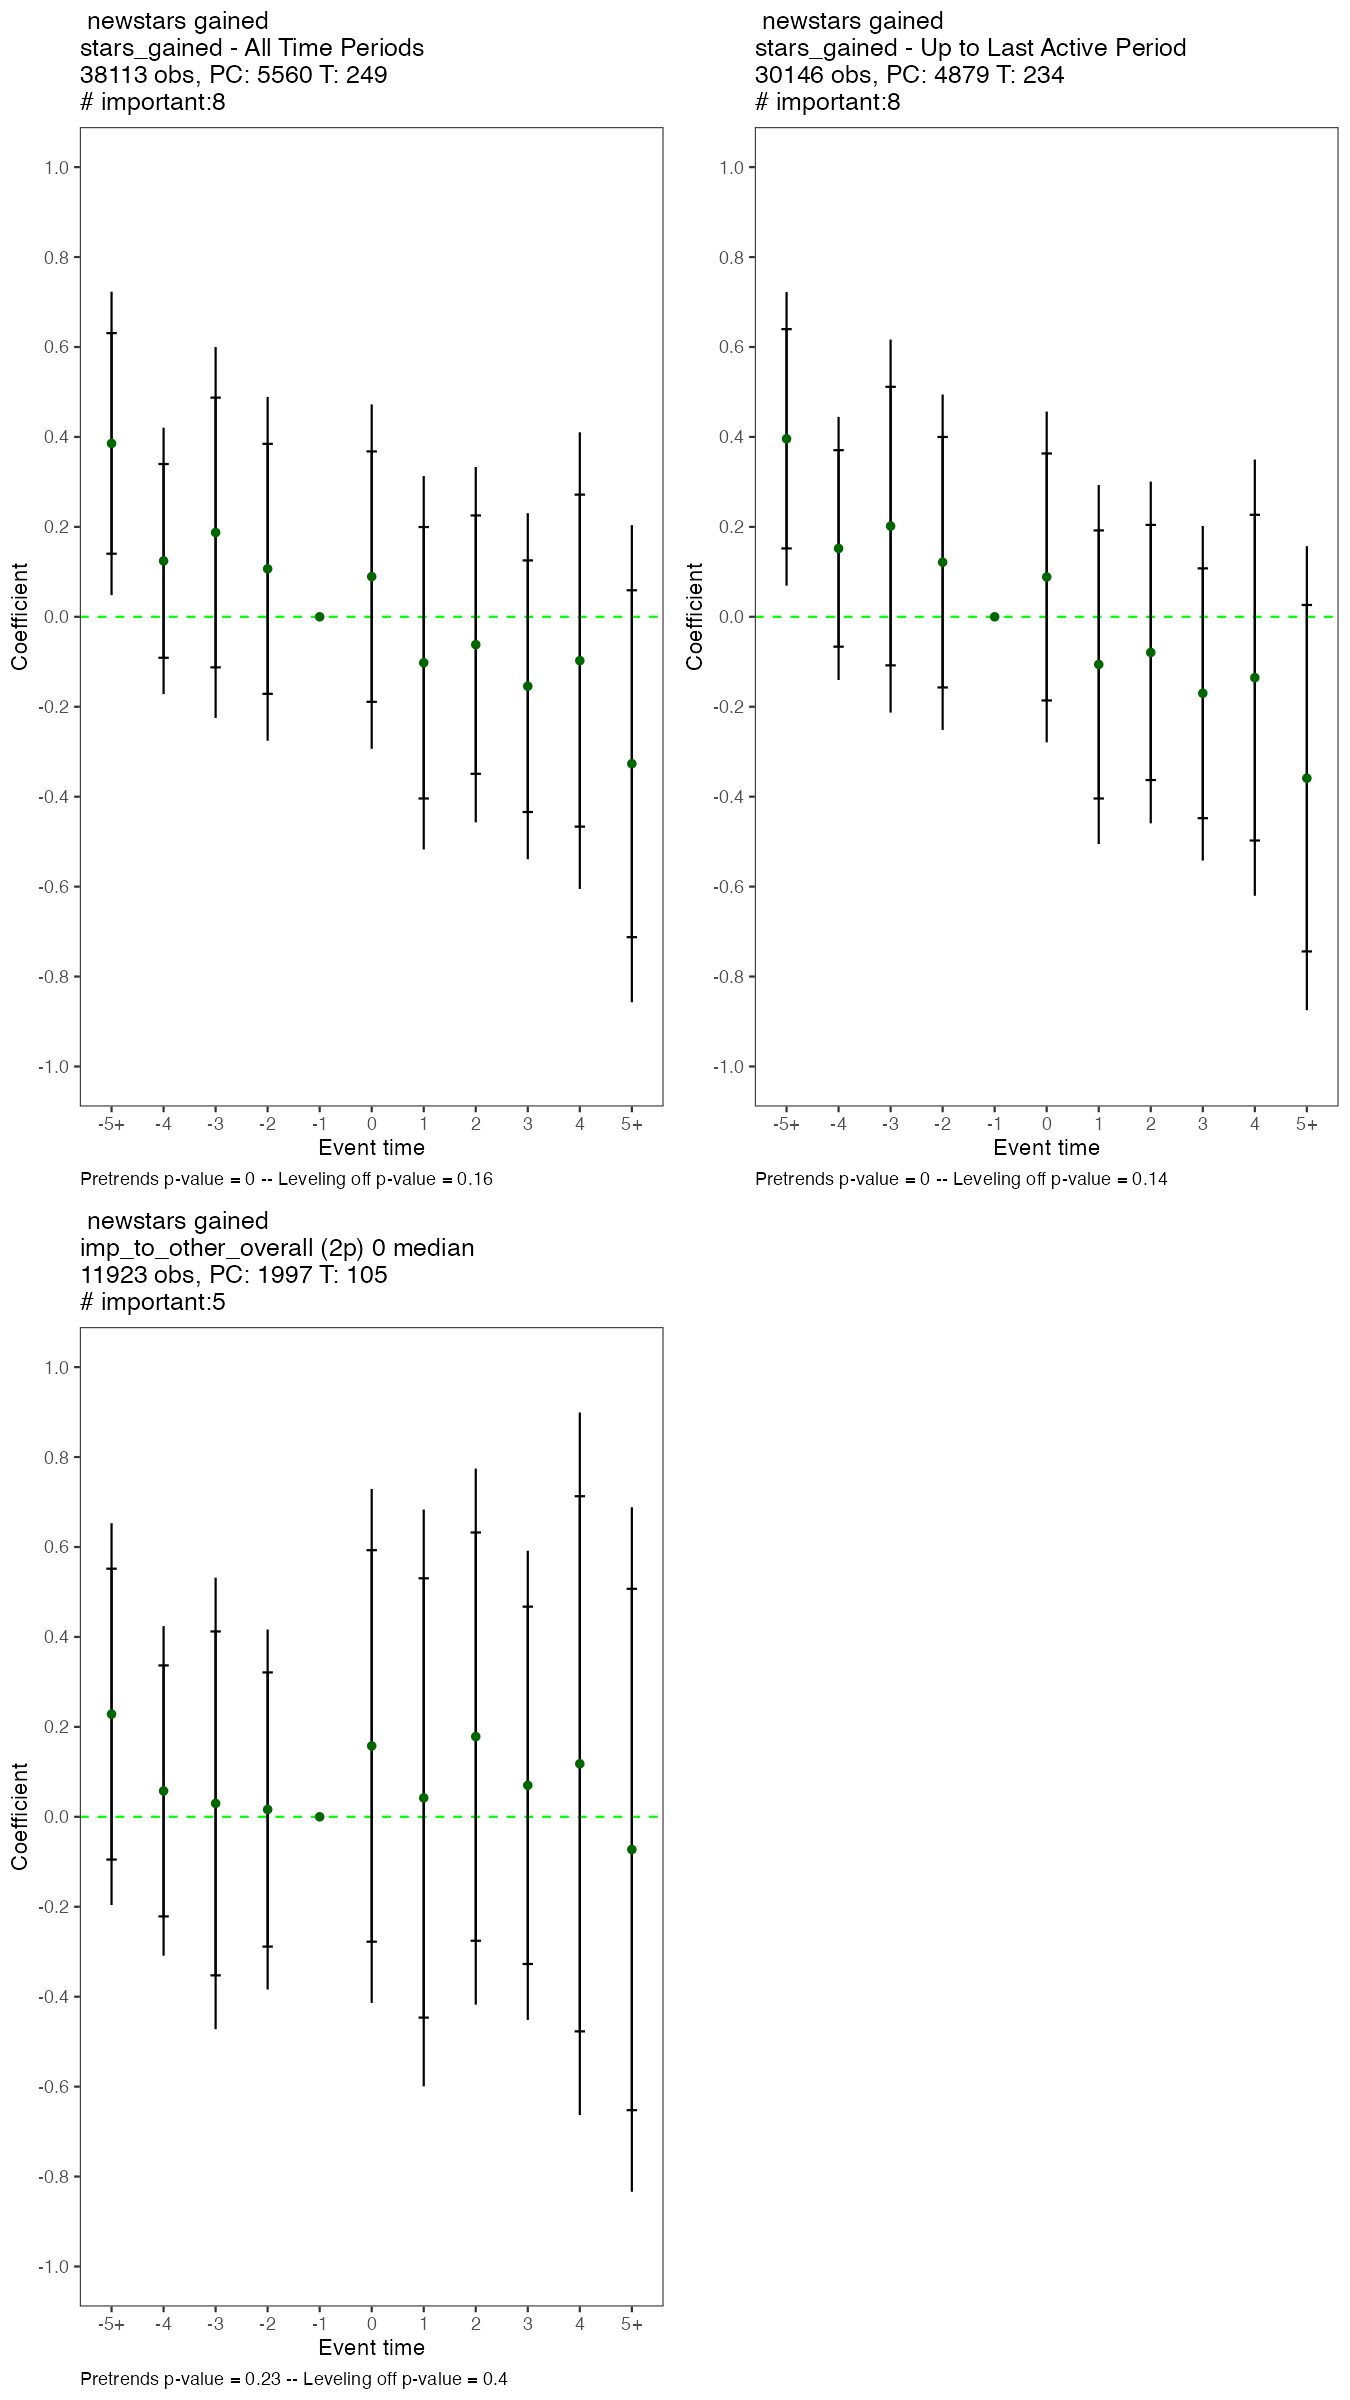 newstars gained
stars_gained - All Time Periods
38113 obs, PC: 5560 T: 249
# important:8
1.0
0.8
0.6
0.4
0.2
0.0
-0.2
-0.4
-0.6
-0.8
-1.0
Coefficient
-5+ -4 -3 -2 -1 0 1 2 3 4 5+
Event time
Pretrends p-value = 0 -- Leveling off p-value = 0.16
newstars gained
stars_gained - Up to Last Active Period
30146 obs, PC: 4879 T: 234
# important:8
1.0
0.8
0.6
0.4
0.2
0.0
-0.2
-0.4
-0.6
-0.8
-1.0
Coefficient
-5+ -4 -3 -2 -1 0 1 2 3 4 5+
Event time
Pretrends p-value = 0 -- Leveling off p-value = 0.14
newstars gained
imp_to_other_overall (2p) 0 median
11923 obs, PC: 1997 T: 105
# important:5
1.0
0.8
0.6
0.4
0.2
0.0
-0.2
-0.4
-0.6
-0.8
-1.0
Coefficient
-5+ -4 -3 -2 -1 0 1 2 3 4 5+
Event time
Pretrends p-value = 0.23 -- Leveling off p-value = 0.4